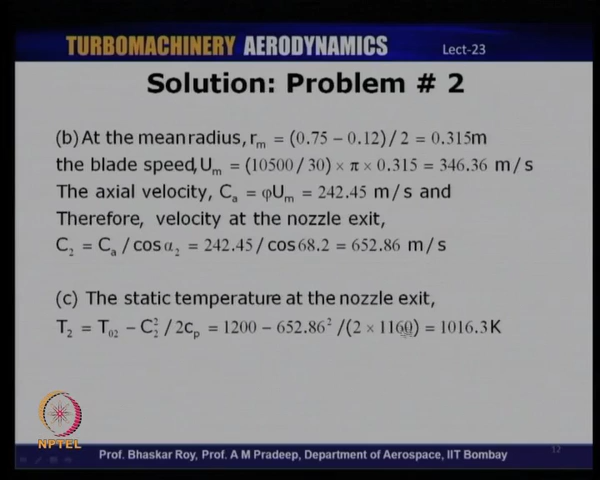 TURBOMACHINERY AERODYNAMICS Lect-23
Solution: Problem # 2
(b) At the mean radius, rₘ = (0.75 − 0.12) / 2 = 0.315m
the blade speed, Uₘ = (10500 / 30) × π × 0.315 = 346.36 m/s
The axial velocity, Cₐ = φUₘ = 242.45 m/s and
Therefore, velocity at the nozzle exit,
C₂ = Cₐ / cos α₂ = 242.45 / cos 68.2 = 652.86 m/s
(c) The static temperature at the nozzle exit,
T₂ = T₀₂ − C₂² / 2cₚ = 1200 − 652.86² / (2 × 1160) = 1016.3K
NPTEL
Prof. Bhaskar Roy, Prof. A M Pradeep, Department of Aerospace, IIT Bombay
12